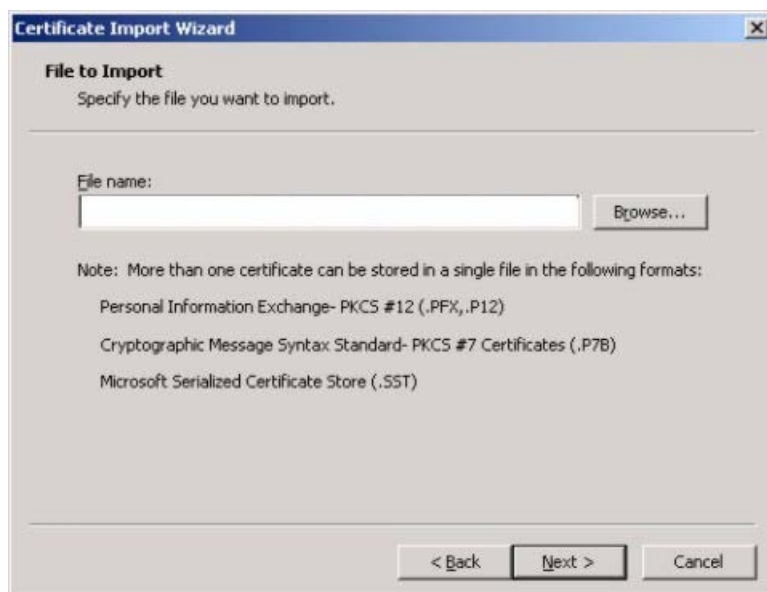 Certificate Import Wizard
File to Import
Specify the file you want to import.
File name:
Browse...
Note: More than one certificate can be stored in a single file in the following formats:
Personal Information Exchange- PKCS #12 (.PFX,.P12)
Cryptographic Message Syntax Standard- PKCS #7 Certificates (.P7B)
Microsoft Serialized Certificate Store (.SST)
< Back Next > Cancel